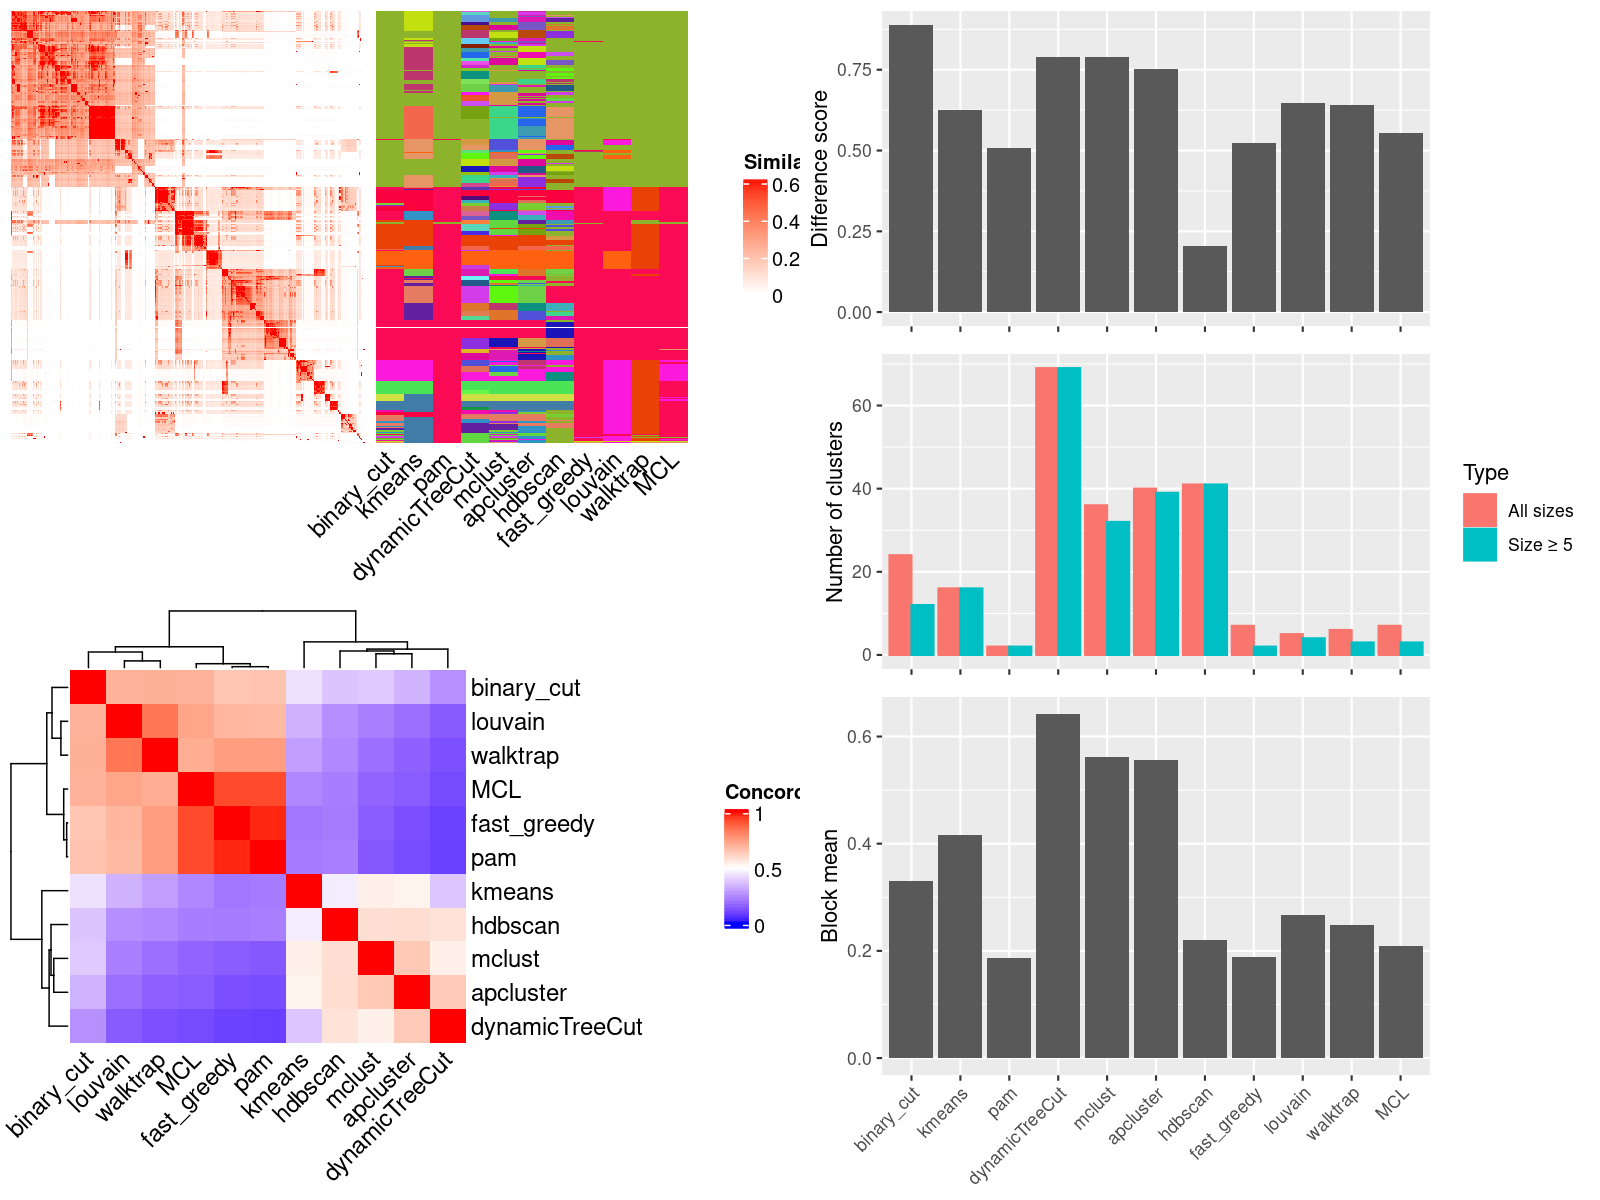 Simila
0.6
0.4
0.2
0
binary_cut
kmeans
pam
dynamicTreeCut
mclust
apcluster
hdbscan
fast_greedy
louvain
walktrap
MCL
binary_cut
louvain
walktrap
MCL
fast_greedy
pam
kmeans
hdbscan
mclust
apcluster
dynamicTreeCut
binary_cut
louvain
walktrap
MCL
fast_greedy
pam
kmeans
hdbscan
mclust
apcluster
dynamicTreeCut
Concord
1
0.5
0
Difference score
0.75
0.50
0.25
0.00
Number of clusters
60
40
20
0
Type
All sizes
Size ≥ 5
Block mean
0.6
0.4
0.2
0.0
binary_cut
kmeans
pam
dynamicTreeCut
mclust
apcluster
hdbscan
fast_greedy
louvain
walktrap
MCL